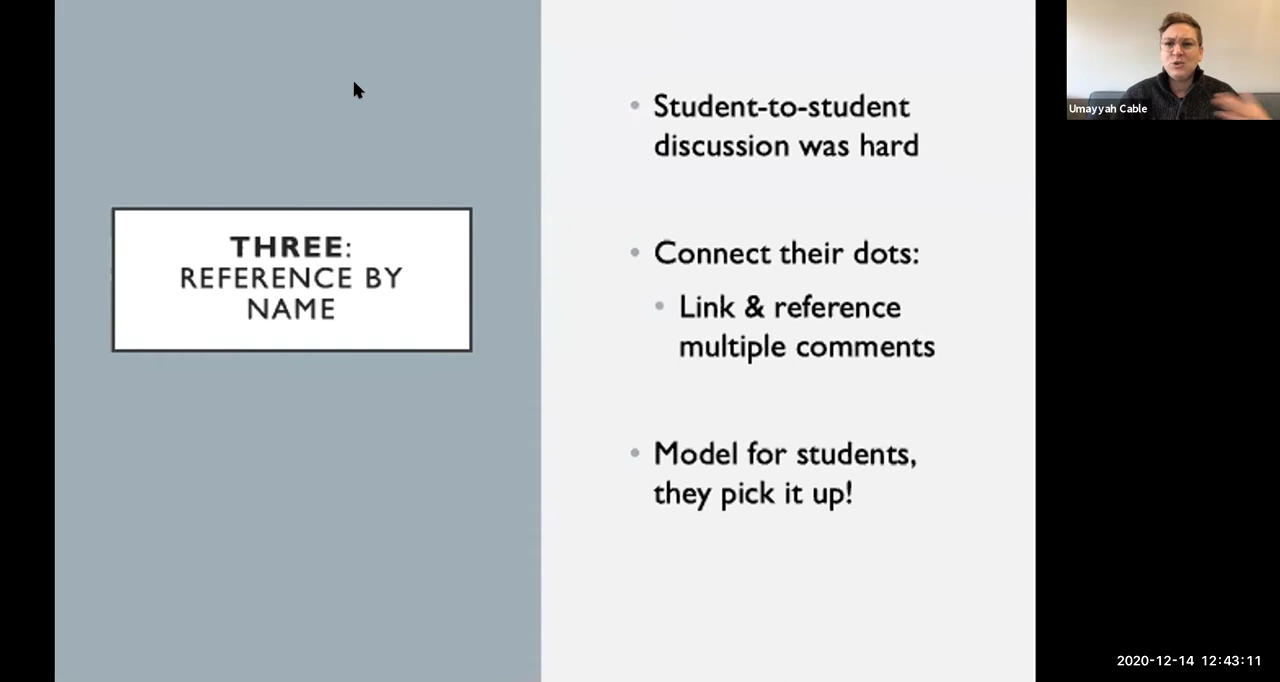 THREE:
REFERENCE BY
NAME
Student-to-student
discussion was hard
Connect their dots:
Link & reference
multiple comments
Model for students,
they pick it up!
Umayyah Cable
2020-12-14 12:43:11